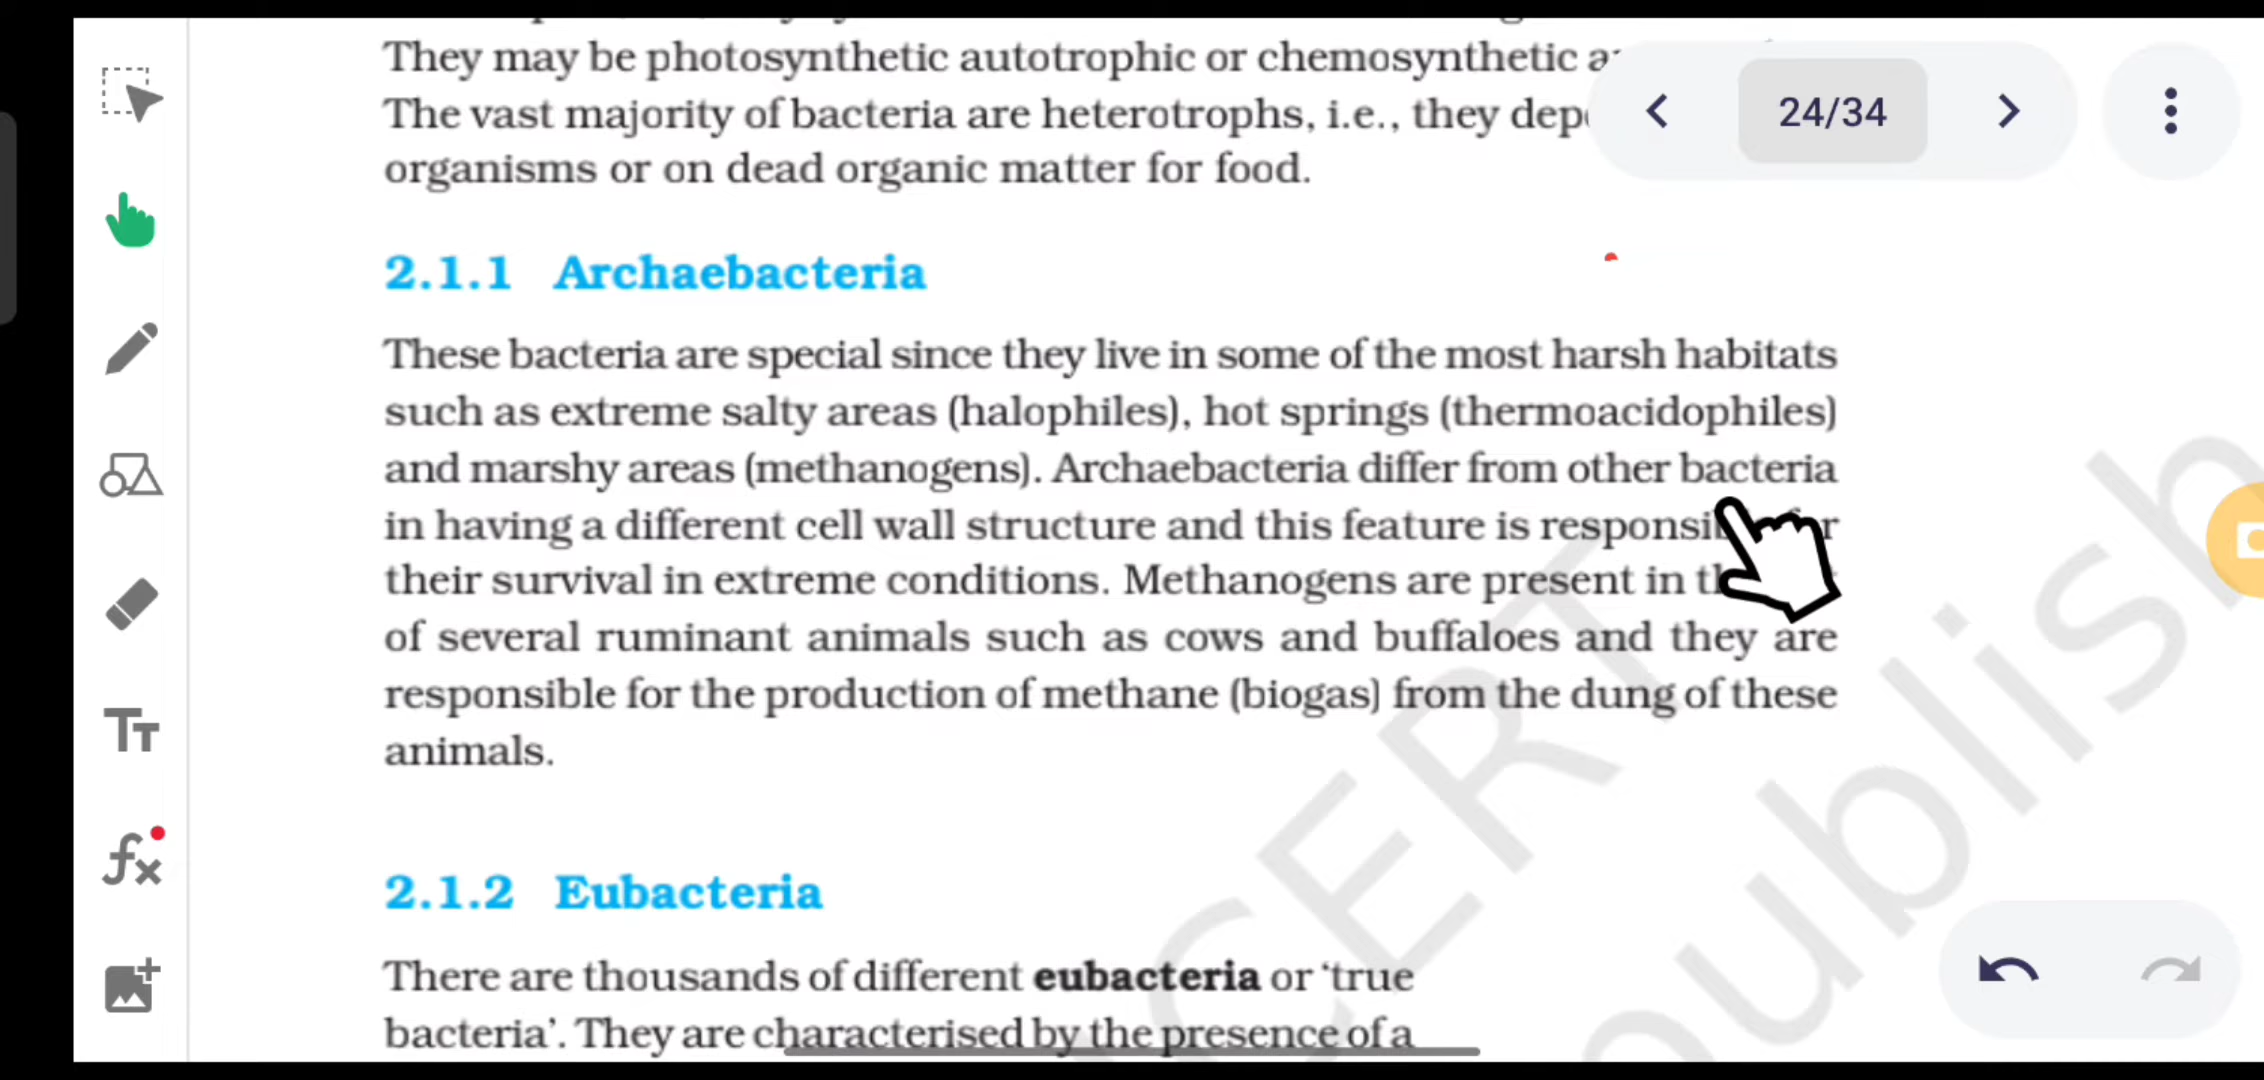 They may be photosynthetic autotrophic or chemosynthetic
The vast majority of bacteria are heterotrophs, i.e., they
organisms or on dead organic matter for food.
24/34
2.1.1 Archaebacteria
These bacteria are special since they live in some of the most harsh habitats
such as extreme salty areas (halophiles), hot springs (thermoacidophiles)
and marshy areas (methanogens). Archaebacteria differ from other bacteria
in having a different cell wall structure and this feature is
their survival in extreme conditions. Methanogens are present in
of several ruminant animals such as cows and buffaloes and they are
responsible for the production of methane (biogas) from the dung of these
animals.
2.1.2 Eubacteria
There are thousands of different eubacteria or ‘true
bacteria’. They are characterised by the presence of a
Tт
fx
CERT
publish